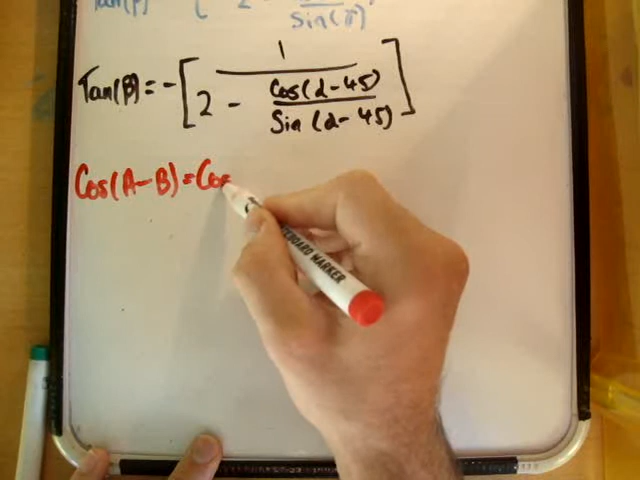 Tan(β) = -[1 / (2 - Cos(α-45) / Sin(α-45))]
Cos(A-B)=Cos
WHITEBOARD MARKER